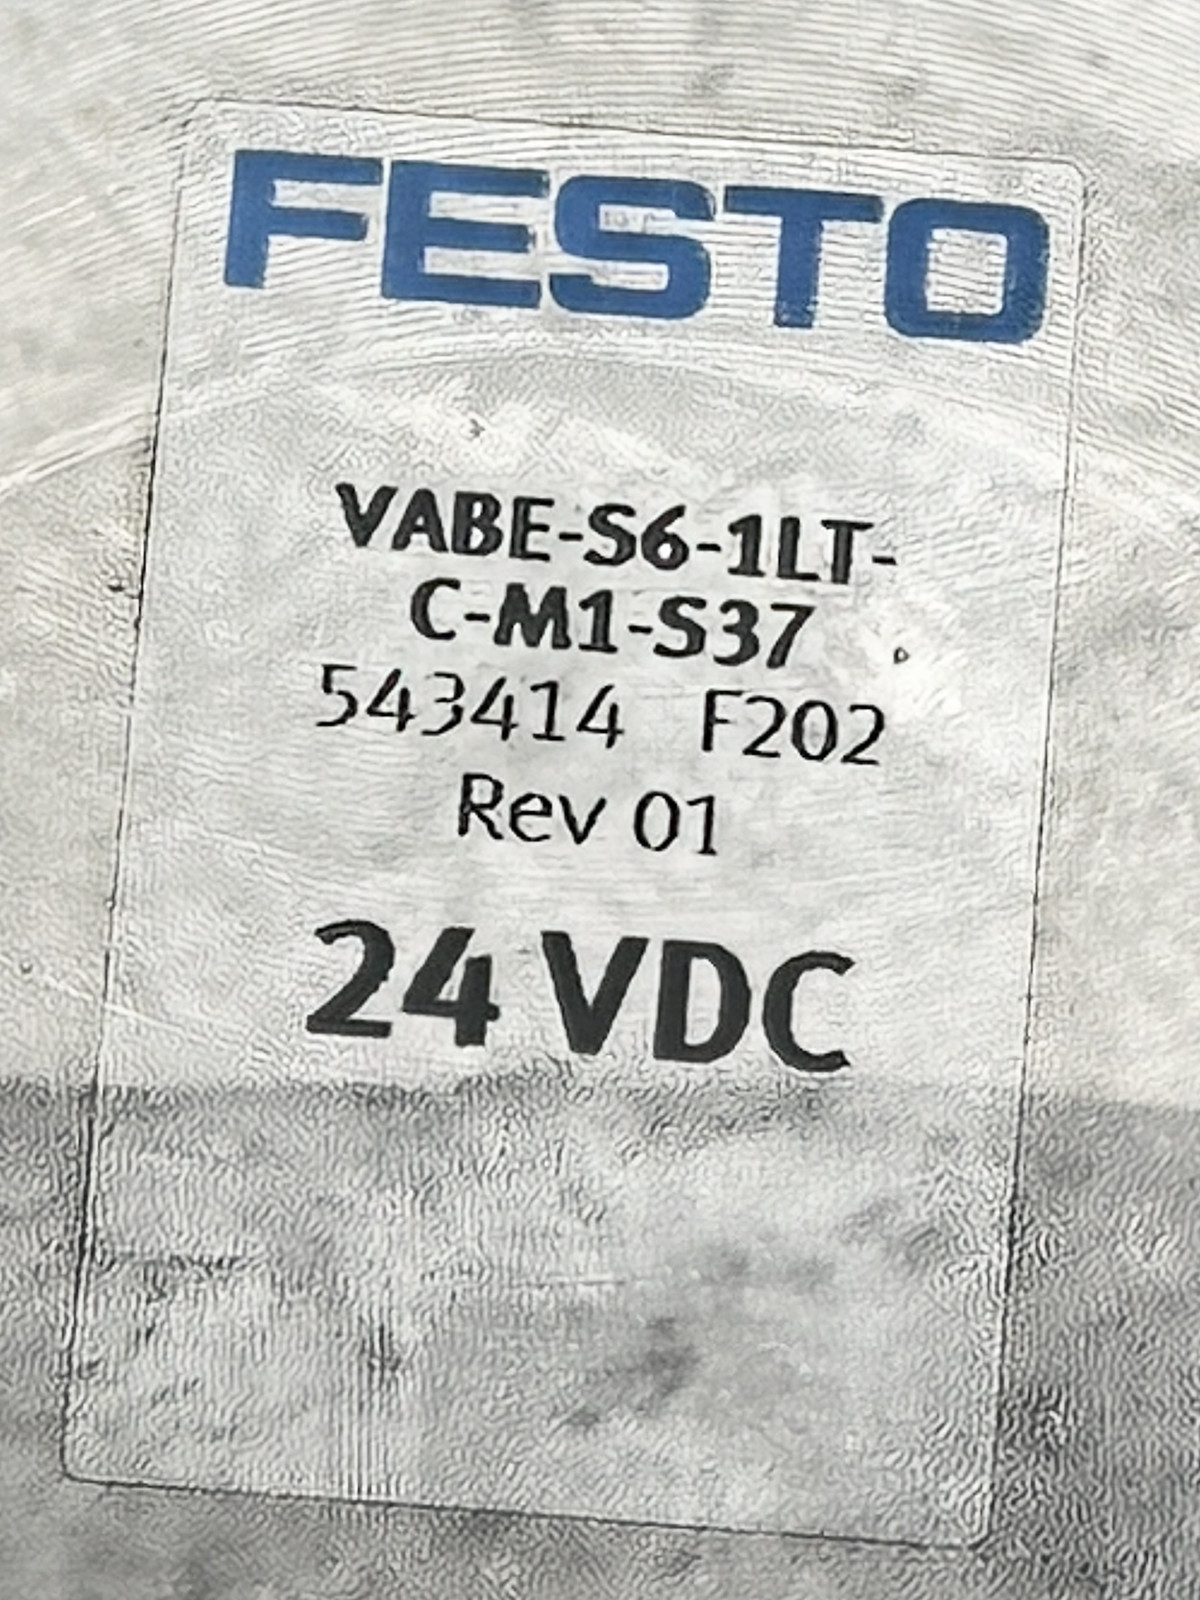 FESTO
VABE-S6-1LT-
C-M1-S37
543414 F202
Rev 01
24 VDC